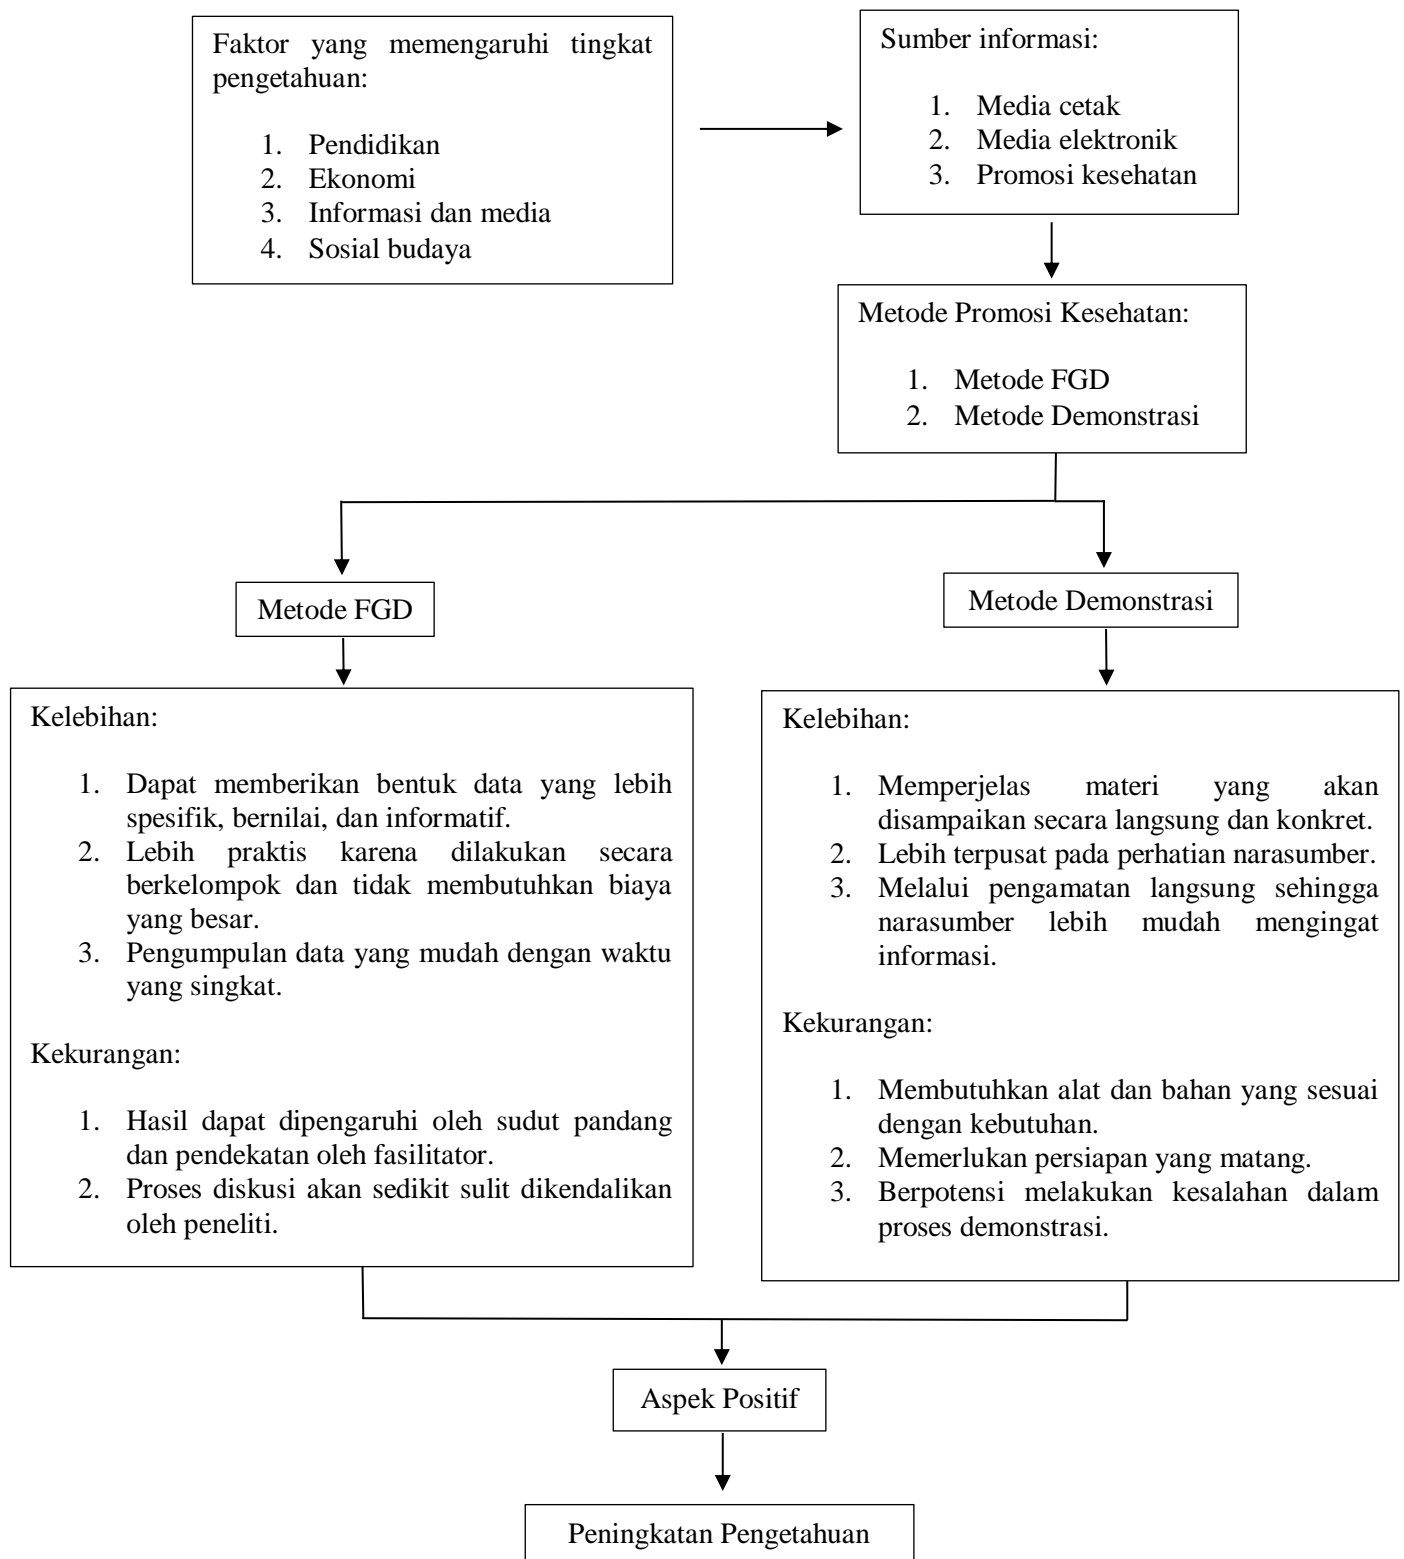 Faktor yang memengaruhi tingkat
pengetahuan:
1. Pendidikan
2. Ekonomi
3. Informasi dan media
4. Sosial budaya
Sumber informasi:
1. Media cetak
2. Media elektronik
3. Promosi kesehatan
Metode Promosi Kesehatan:
1. Metode FGD
2. Metode Demonstrasi
Metode FGD
Metode Demonstrasi
Kelebihan:
1. Dapat memberikan bentuk data yang lebih
spesifik, bernilai, dan informatif.
2. Lebih praktis karena dilakukan secara
berkelompok dan tidak membutuhkan biaya
yang besar.
3. Pengumpulan data yang mudah dengan waktu
yang singkat.
Kekurangan:
1. Hasil dapat dipengaruhi oleh sudut pandang
dan pendekatan oleh fasilitator.
2. Proses diskusi akan sedikit sulit dikendalikan
oleh peneliti.
Kelebihan:
1. Memperjelas materi yang akan
disampaikan secara langsung dan konkret.
2. Lebih terpusat pada perhatian narasumber.
3. Melalui pengamatan langsung sehingga
narasumber lebih mudah mengingat
informasi.
Kekurangan:
1. Membutuhkan alat dan bahan yang sesuai
dengan kebutuhan.
2. Memerlukan persiapan yang matang.
3. Berpotensi melakukan kesalahan dalam
proses demonstrasi.
Aspek Positif
Peningkatan Pengetahuan